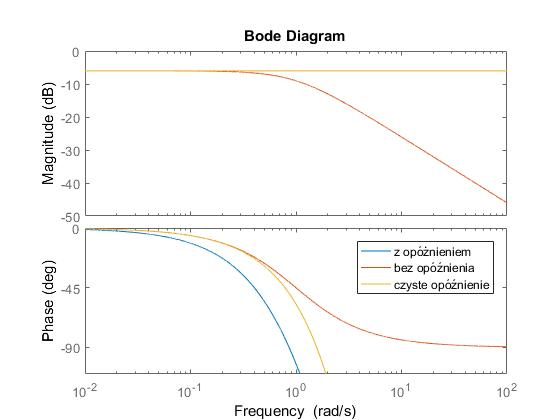 Bode Diagram
Magnitude (dB)
0
-10
-20
-30
-40
-50
Phase (deg)
0
-45
-90
z opóźnieniem
bez opóźnienia
czyste opóźnienie
10^-2
10^-1
10^0
10^1
10^2
Frequency (rad/s)